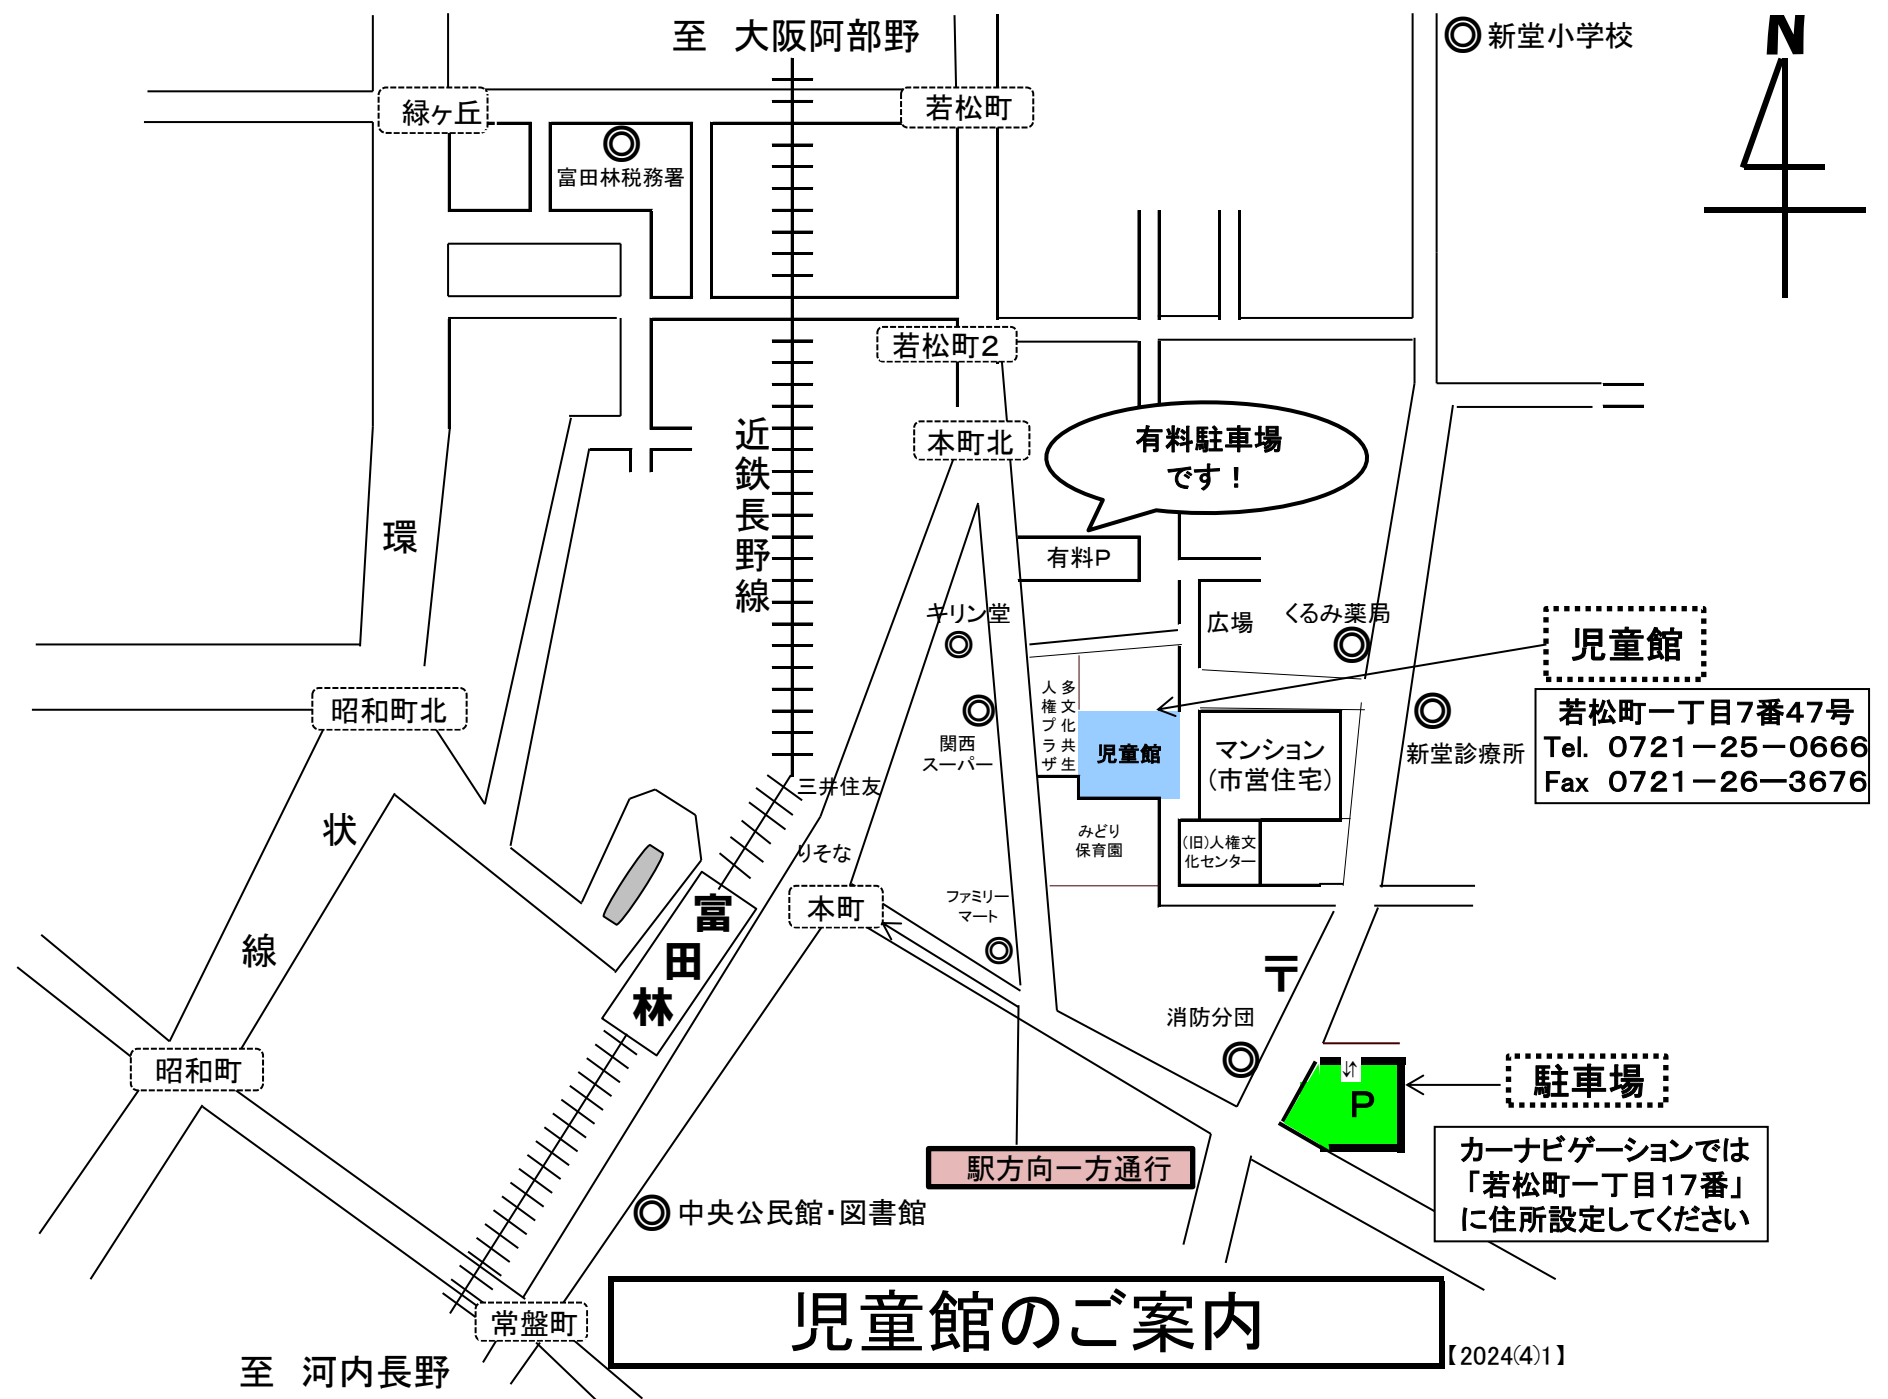 至　大阪阿部野
新堂小学校
N
緑ヶ丘
若松町
富田林税務署
若松町2
本町北
近鉄長野線
有料駐車場
です！
有料P
環
状
線
キリン堂
広場
くるみ薬局
児童館
若松町一丁目7番47号
Tel.　0721－25－0666
Fax　0721－26－3676
昭和町北
関西
スーパー
多文化共生
人権プラザ
児童館
マンション
(市営住宅)
新堂診療所
三井住友
りそな
みどり
保育園
(旧)人権文
化センター
本町
ファミリー
マート
富田林
〒
消防分団
昭和町
⇵
P
駐車場
カーナビゲーションでは
「若松町一丁目17番」
に住所設定してください
駅方向一方通行
中央公民館・図書館
児童館のご案内
常盤町
至　河内長野
【2024(4)1】